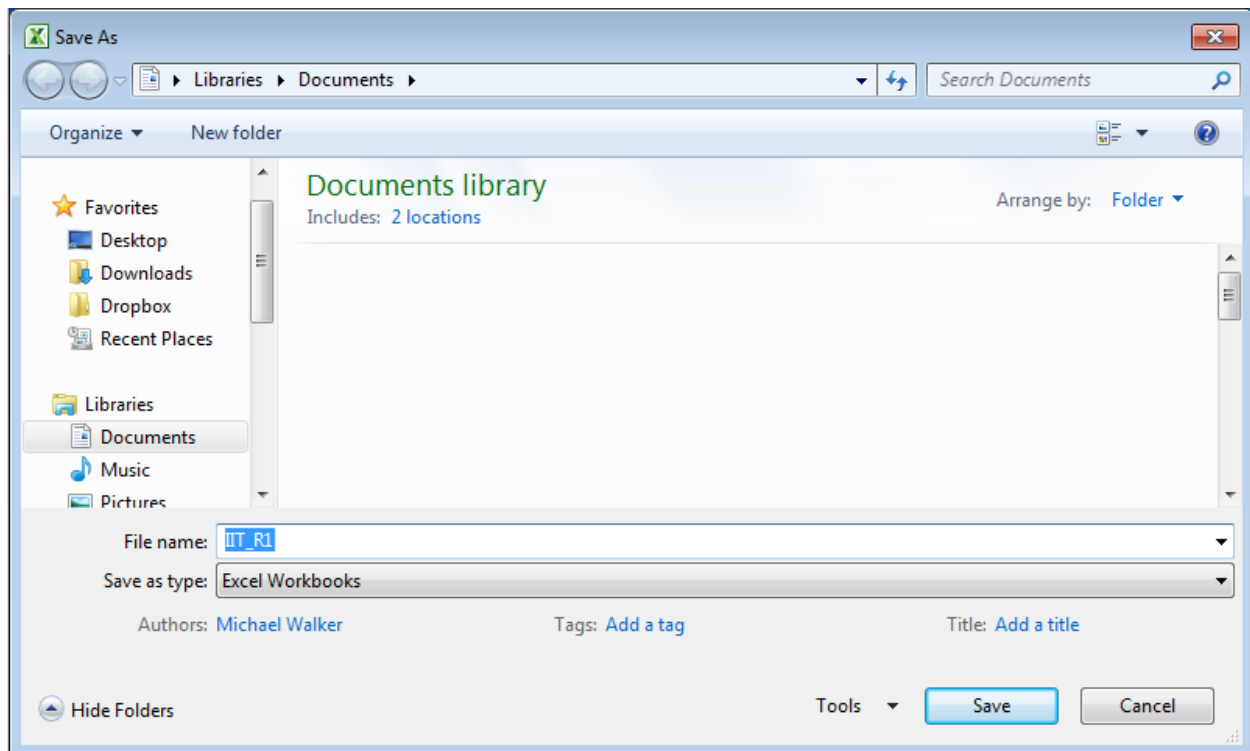 Save As
Libraries Documents
Search Documents
Organize New folder
Favorites
Desktop
Downloads
Dropbox
Recent Places
Libraries
Documents
Music
Pictures
Documents library
Includes: 2 locations
Arrange by: Folder
File name: IIT_R1
Save as type: Excel Workbooks
Authors: Michael Walker Tags: Add a tag Title: Add a title
Hide Folders Tools Save Cancel